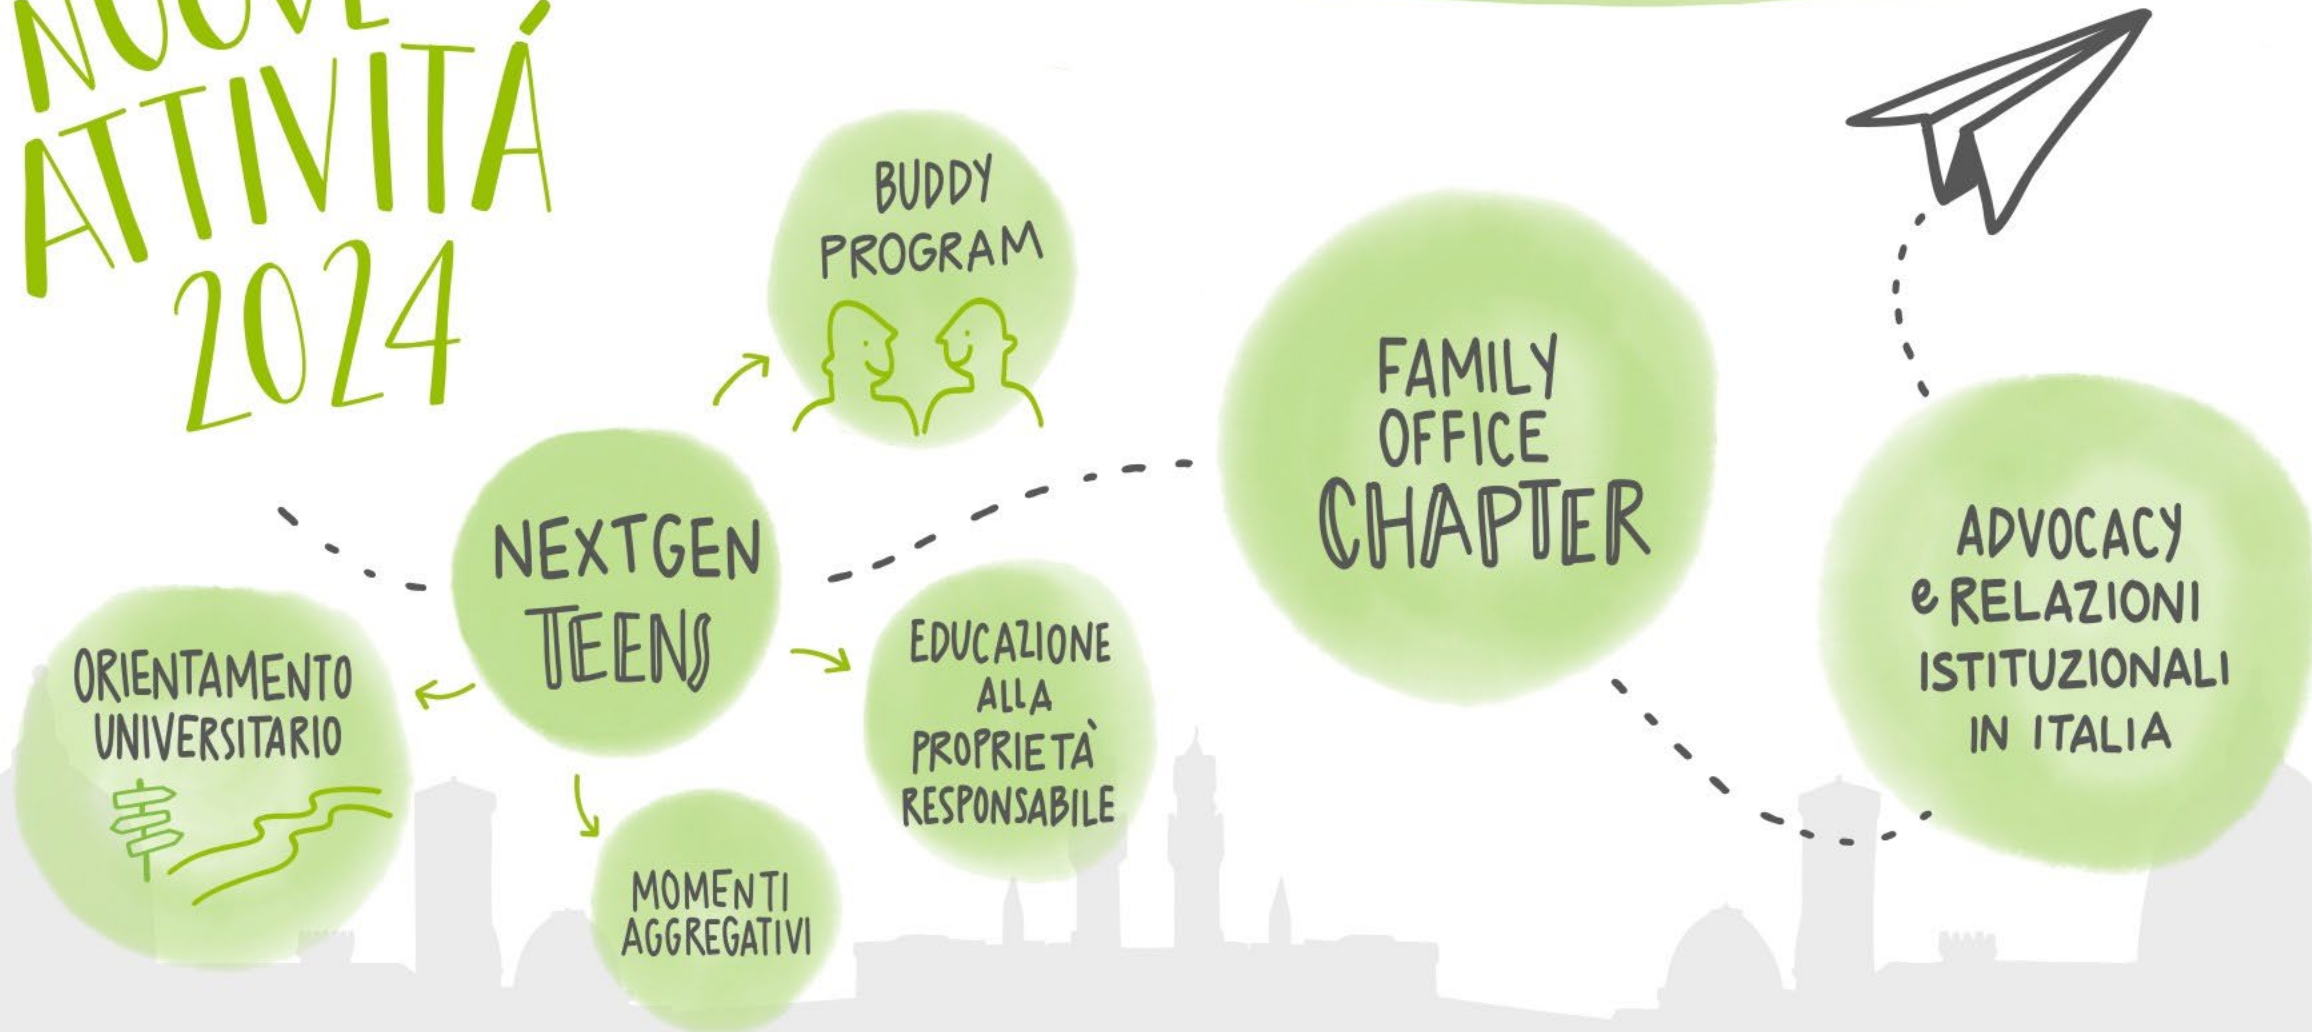 NUOVE
ATTIVITÁ
2024
BUDDY
PROGRAM
NEXTGEN
TEENS
ORIENTAMENTO
UNIVERSITARIO
MOMENTI
AGGREGATIVI
EDUCAZIONE
ALLA
PROPRIETÀ
RESPONSABILE
FAMILY
OFFICE
CHAPTER
ADVOCACY
e RELAZIONI
ISTITUZIONALI
IN ITALIA